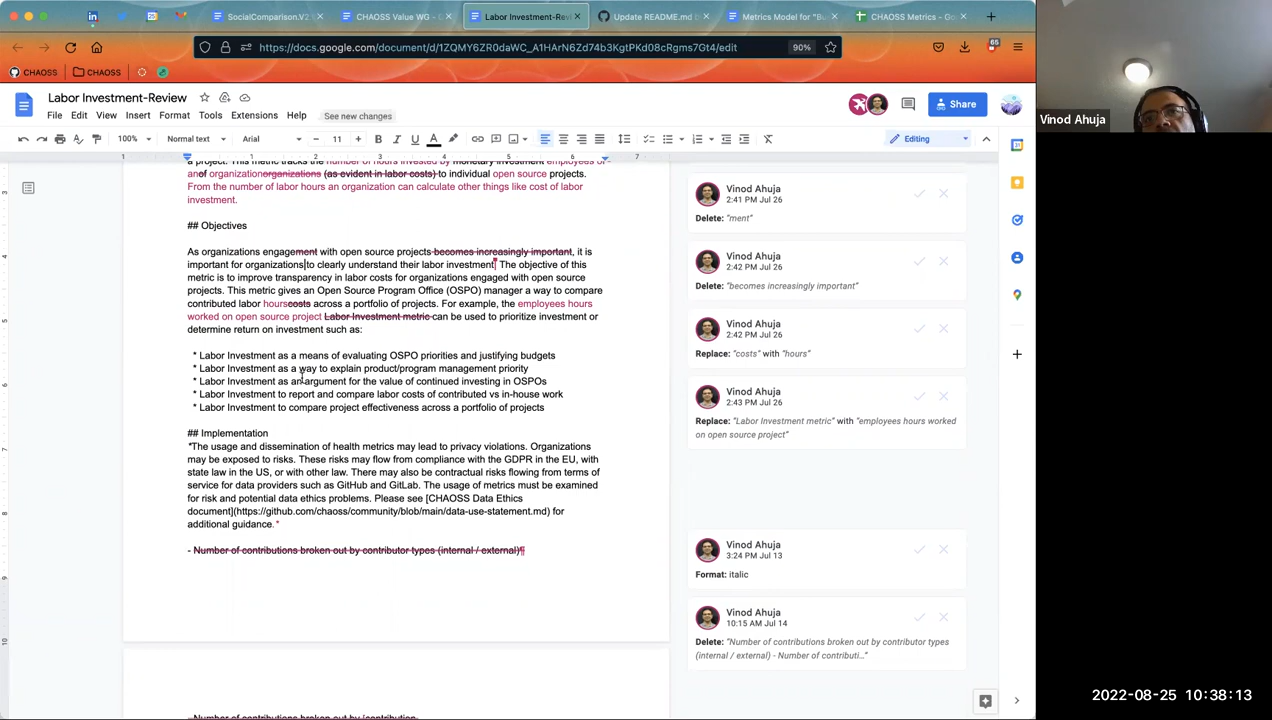 SocialComparison.V2.
CHAOSS Value WG - G
Labor Investment-Revie
Update README.md b
Metrics Model for "Bu
CHAOSS Metrics - Go
https://docs.google.com/document/d/1ZQMY6ZR0daWC_A1HArN6Zd74b3KgtPKd08cRgms7Gt4/edit
90%
65
CHAOSS
CHAOSS
Labor Investment-Review
File Edit View Insert Format Tools Extensions Help
See new changes
Share
100%
Normal text
Arial
11
Editing
1 1 2 3 4 5 6 7
a project. This metric tracks the number of hours invested by monetary investment employees of
anof organizationorganizations (as evident in labor costs) to individual open source projects.
From the number of labor hours an organization can calculate other things like cost of labor
investment.
## Objectives
As organizations engagement with open source projects becomes increasingly important, it is
important for organizations to clearly understand their labor investment. The objective of this
metric is to improve transparency in labor costs for organizations engaged with open source
projects. This metric gives an Open Source Program Office (OSPO) manager a way to compare
contributed labor hourscosts across a portfolio of projects. For example, the employees hours
worked on open source project Labor Investment metric can be used to prioritize investment or
determine return on investment such as:
* Labor Investment as a means of evaluating OSPO priorities and justifying budgets
* Labor Investment as a way to explain product/program management priority
* Labor Investment as an argument for the value of continued investing in OSPOs
* Labor Investment to report and compare labor costs of contributed vs in-house work
* Labor Investment to compare project effectiveness across a portfolio of projects
## Implementation
*The usage and dissemination of health metrics may lead to privacy violations. Organizations
may be exposed to risks. These risks may flow from compliance with the GDPR in the EU, with
state law in the US, or with other law. There may also be contractual risks flowing from terms of
service for data providers such as GitHub and GitLab. The usage of metrics must be examined
for risk and potential data ethics problems. Please see [CHAOSS Data Ethics
document](https://github.com/chaoss/community/blob/main/data-use-statement.md) for
additional guidance.*
- Number of contributions broken out by contributor types (internal / external)¶
Vinod Ahuja
2:41 PM Jul 26
Delete: "ment"
Vinod Ahuja
2:42 PM Jul 26
Delete: "becomes increasingly important"
Vinod Ahuja
2:42 PM Jul 26
Replace: "costs" with "hours"
Vinod Ahuja
2:43 PM Jul 26
Replace: "Labor Investment metric" with "employees hours worked
on open source project"
Vinod Ahuja
3:24 PM Jul 13
Format: italic
Vinod Ahuja
10:15 AM Jul 14
Delete: "Number of contributions broken out by contributor types
(internal / external) - Number of contributi..."
Vinod Ahuja
2022-08-25 10:38:13